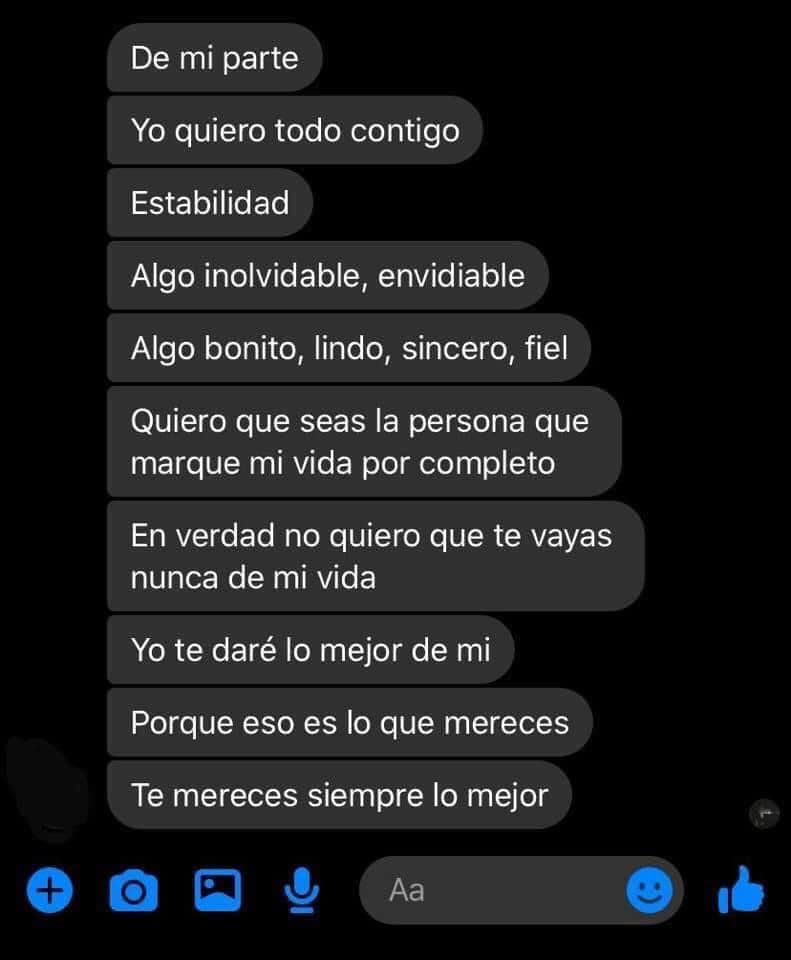 De mi parte
Yo quiero todo contigo
Estabilidad
Algo inolvidable, envidiable
Algo bonito, lindo, sincero, fiel
Quiero que seas la persona que
marque mi vida por completo
En verdad no quiero que te vayas
nunca de mi vida
Yo te daré lo mejor de mi
Porque eso es lo que mereces
Te mereces siempre lo mejor
Aa